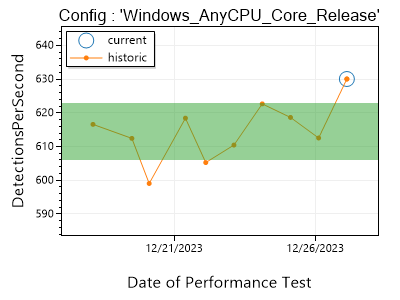 Config : 'Windows_AnyCPU_Core_Release'
current
historic
DetectionsPerSecond
640
630
620
610
600
590
12/21/2023
12/26/2023
Date of Performance Test